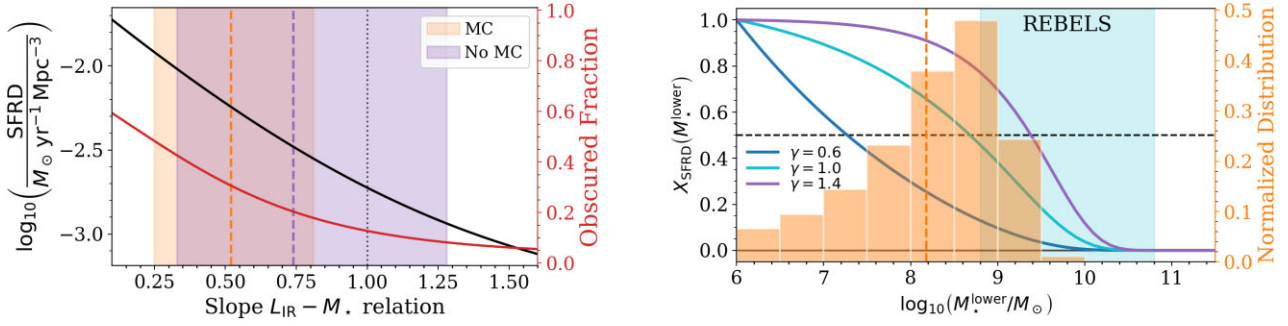 log₁₀(SFRD / M⊙ yr⁻¹ Mpc⁻³)
−2.0
−2.5
−3.0
MC
No MC
1.0
0.8
0.6
0.4
0.2
0.0
Obscured Fraction
0.25
0.50
0.75
1.00
1.25
1.50
Slope L_IR − M⋆ relation
X_SFRD(M⋆^lower)
1.0
0.8
0.6
0.4
0.2
0.0
REBELS
γ = 0.6
γ = 1.0
γ = 1.4
0.5
0.4
0.3
0.2
0.1
0.0
Normalized Distribution
6
7
8
9
10
11
log₁₀(M⋆^lower/M⊙)